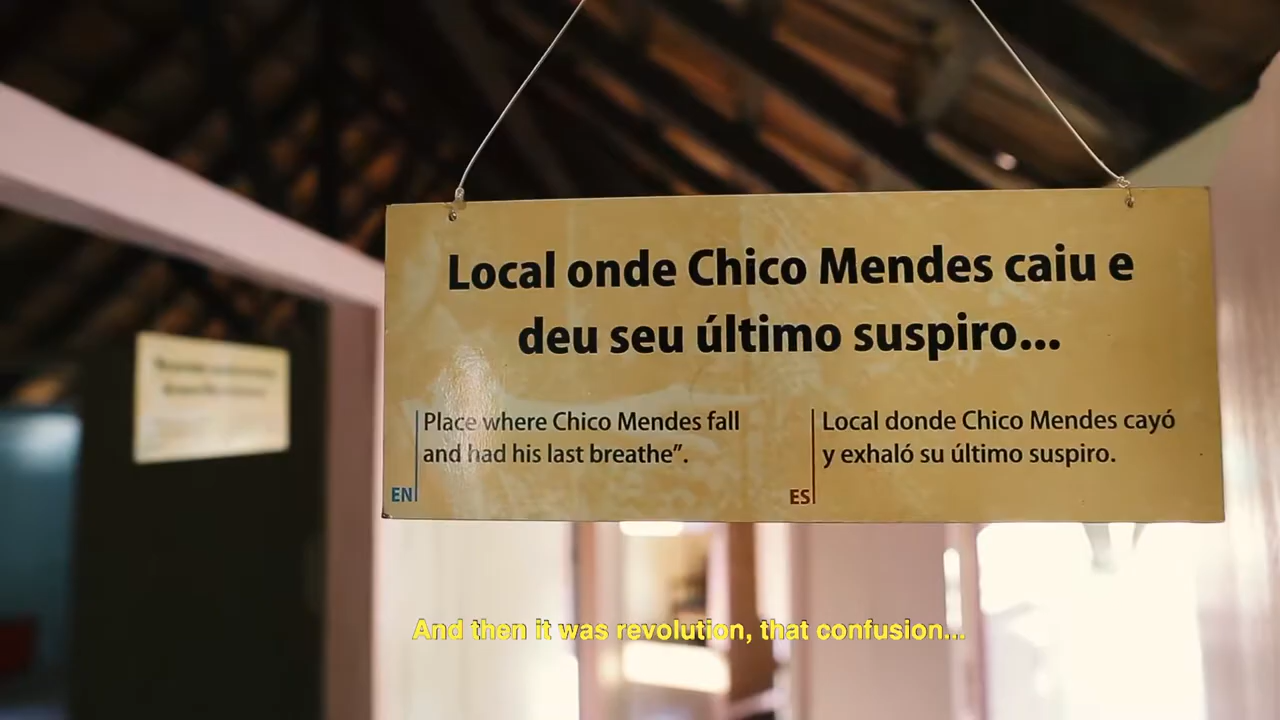 Local onde Chico Mendes caiu e
deu seu último suspiro...
Place where Chico Mendes fall
and had his last breathe”.
EN
Local donde Chico Mendes cayó
y exhaló su último suspiro.
ES
And then it was revolution, that confusion...